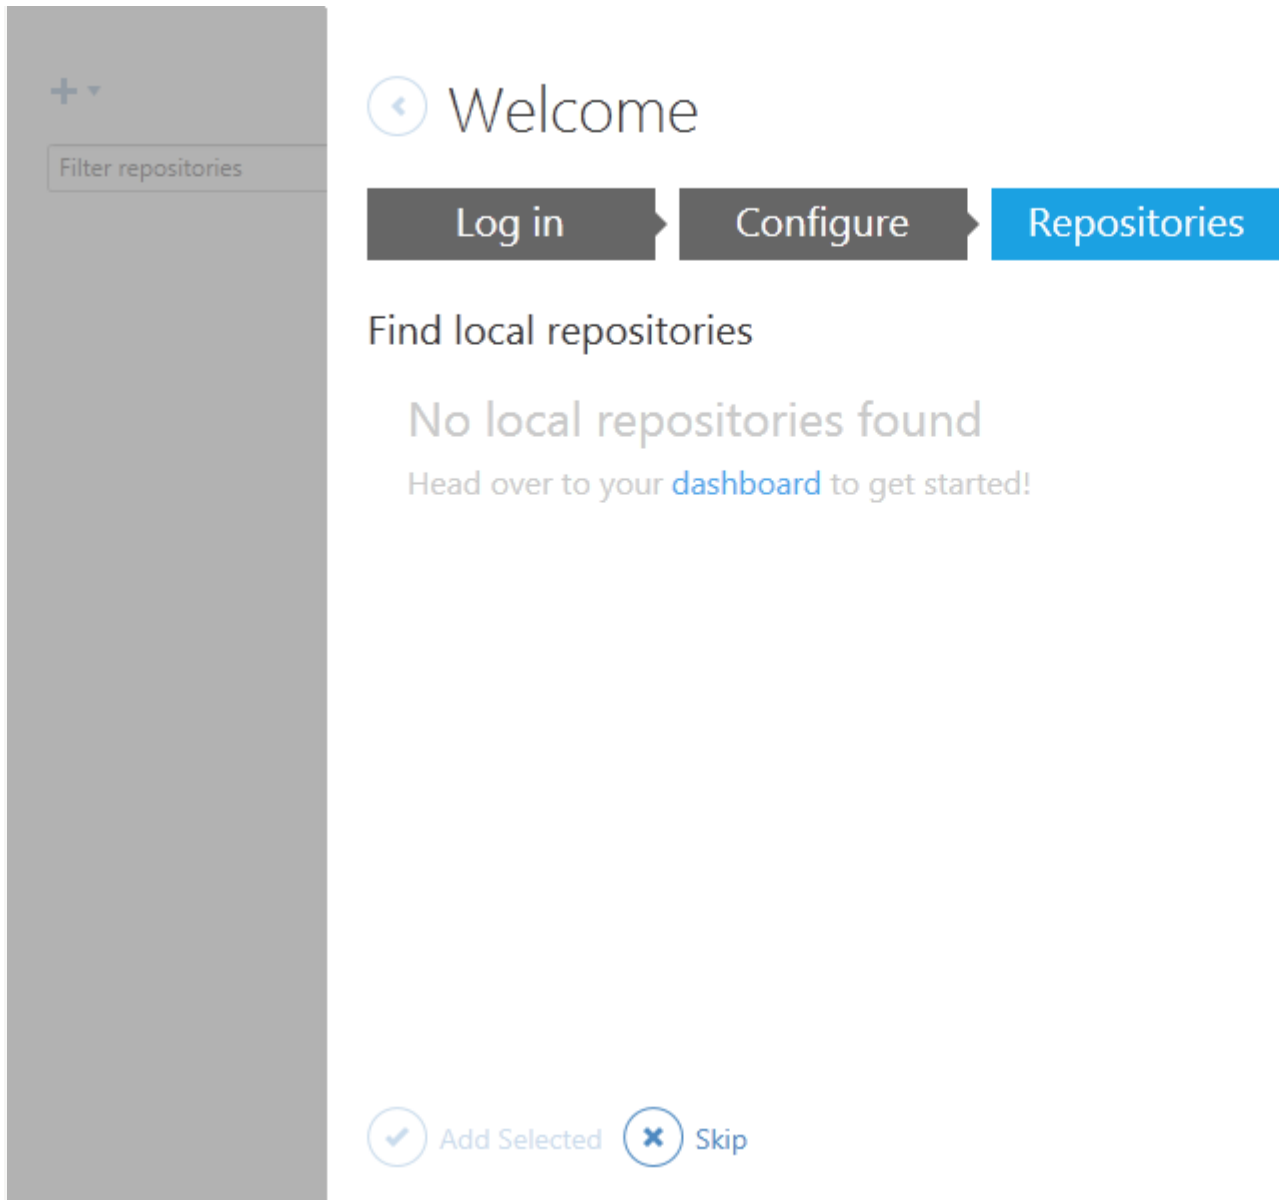 Filter repositories
Welcome
Log in
Configure
Repositories
Find local repositories
No local repositories found
Head over to your dashboard to get started!
Add Selected
Skip